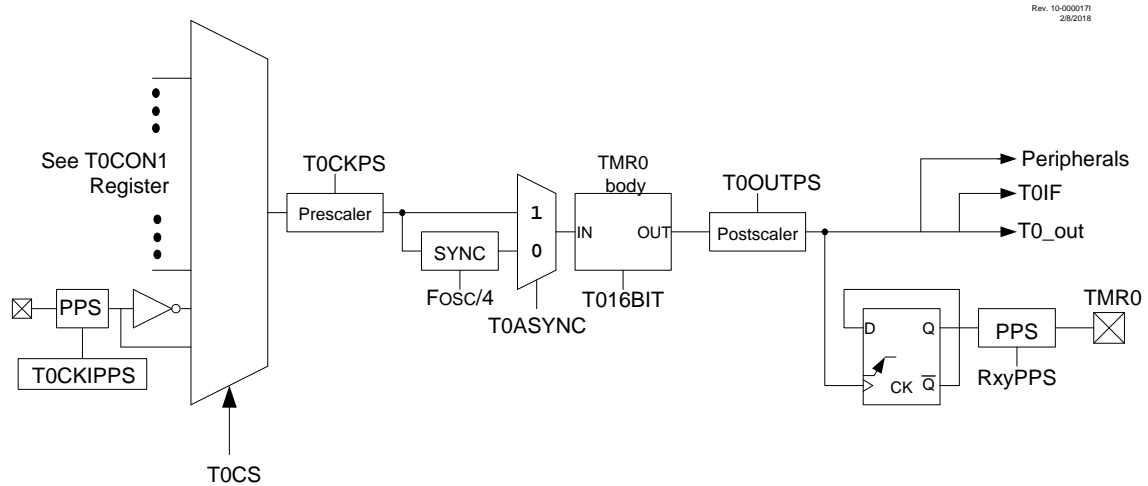 Rev. 10-000017I
2/8/2018
See T0CON1
Register
T0CKPS
Prescaler
SYNC
FOSC/4
1
0
T0ASYNC
TMR0
body
IN
OUT
T016BIT
T0OUTPS
Postscaler
Peripherals
T0IF
T0_out
PPS
T0CKIPPS
T0CS
D
Q
CK
Q
PPS
RxyPPS
TMR0